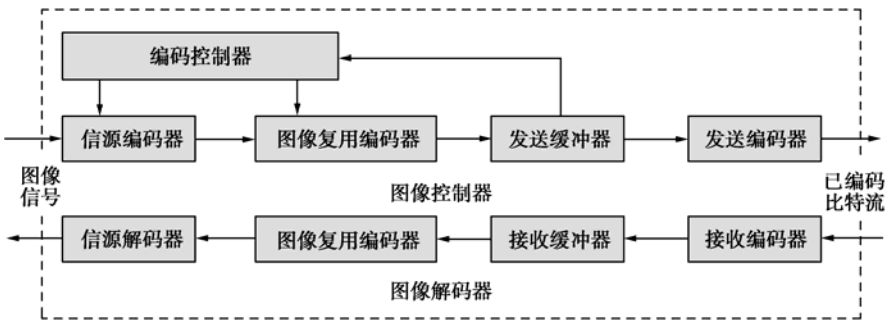 编码控制器
信源编码器
图像复用编码器
发送缓冲器
发送编码器
图像
信号
图像控制器
已编码
比特流
信源解码器
图像复用编码器
接收缓冲器
接收编码器
图像解码器